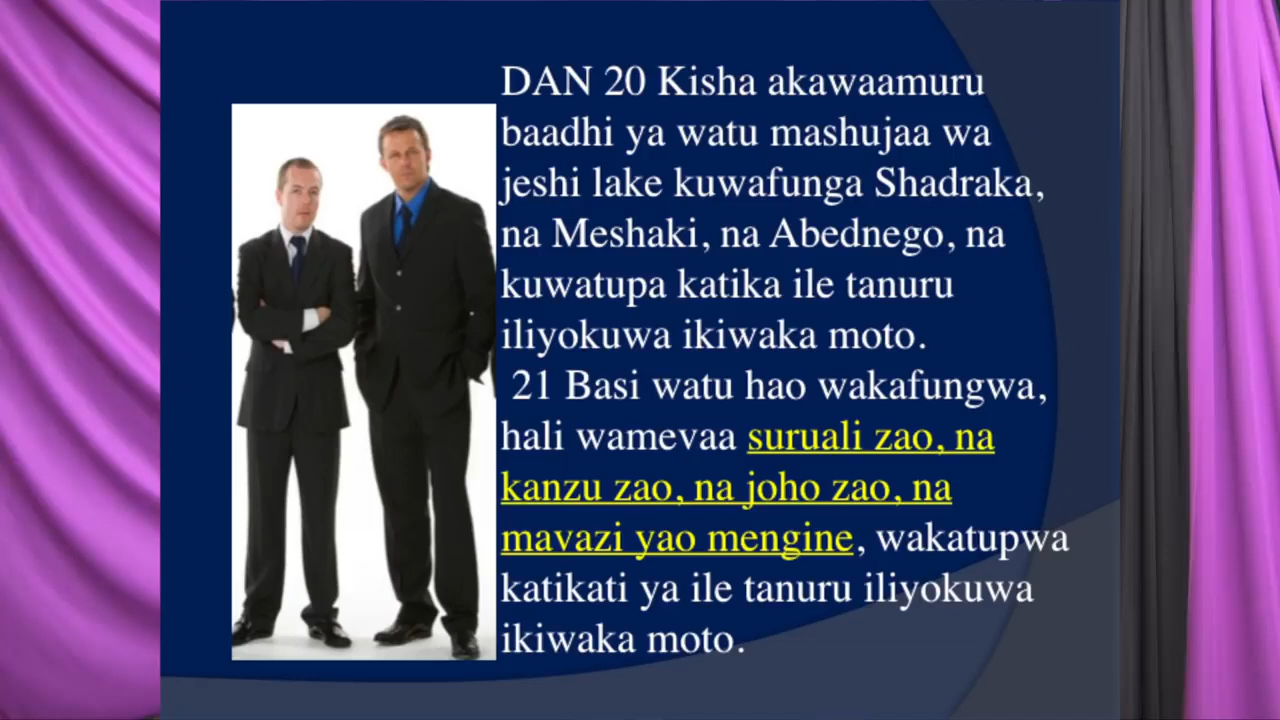 DAN 20 Kisha akawaamuru
baadhi ya watu mashujaa wa
jeshi lake kuwafunga Shadraka,
na Meshaki, na Abednego, na
kuwatupa katika ile tanuru
iliyokuwa ikiwaka moto.
21 Basi watu hao wakafungwa,
hali wamevaa suruali zao, na
kanzu zao, na joho zao, na
mavazi yao mengine, wakatupwa
katikati ya ile tanuru iliyokuwa
ikiwaka moto.